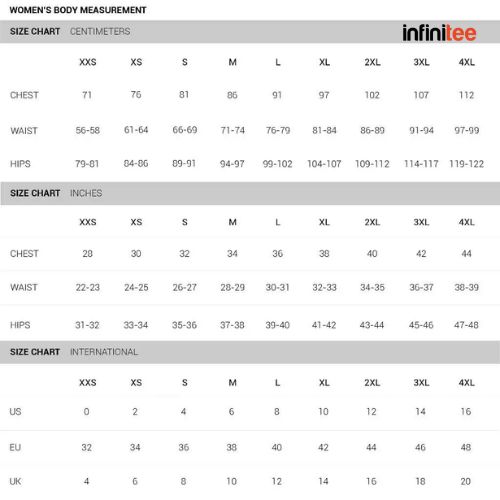 WOMEN'S BODY MEASUREMENT
SIZE CHART CENTIMETERS infinitee
XXS XS S M L XL 2XL 3XL 4XL
CHEST 71 76 81 86 91 97 102 107 112
WAIST 56-58 61-64 66-69 71-74 76-79 81-84 86-89 91-94 97-99
HIPS 79-81 84-86 89-91 94-97 99-102 104-107 109-112 114-117 119-122
SIZE CHART INCHES
XXS XS S M L XL 2XL 3XL 4XL
CHEST 28 30 32 34 36 38 40 42 44
WAIST 22-23 24-25 26-27 28-29 30-31 32-33 34-35 36-37 38-39
HIPS 31-32 33-34 35-36 37-38 39-40 41-42 43-44 45-46 47-48
SIZE CHART INTERNATIONAL
XXS XS S M L XL 2XL 3XL 4XL
US 0 2 4 6 8 10 12 14 16
EU 32 34 36 38 40 42 44 46 48
UK 4 6 8 10 12 14 16 18 20